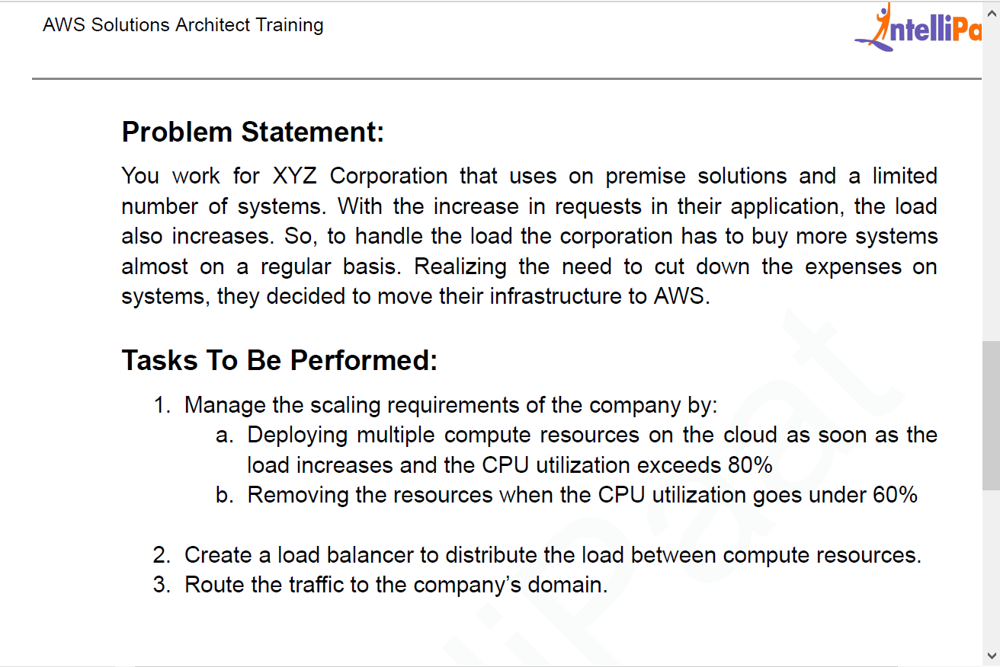 AWS Solutions Architect Training
IntelliPa
Problem Statement:
You work for XYZ Corporation that uses on premise solutions and a limited
number of systems. With the increase in requests in their application, the load
also increases. So, to handle the load the corporation has to buy more systems
almost on a regular basis. Realizing the need to cut down the expenses on
systems, they decided to move their infrastructure to AWS.
Tasks To Be Performed:
1. Manage the scaling requirements of the company by:
a. Deploying multiple compute resources on the cloud as soon as the
load increases and the CPU utilization exceeds 80%
b. Removing the resources when the CPU utilization goes under 60%
2. Create a load balancer to distribute the load between compute resources.
3. Route the traffic to the company's domain.
liPaat